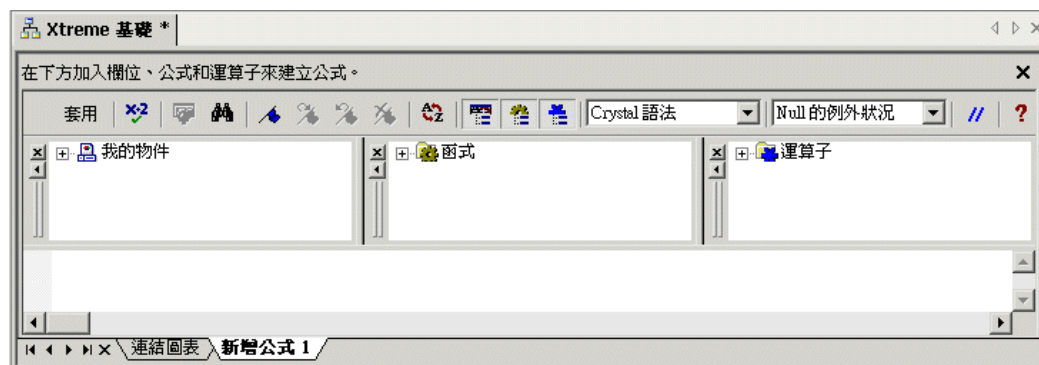 Xtreme 基礎 *
在下方加入欄位、公式和運算子來建立公式。
套用 X+2 Crystal 語法 Null 的例外狀況 // ?
我的物件 函式 運算子
連結圖表 新增公式 1